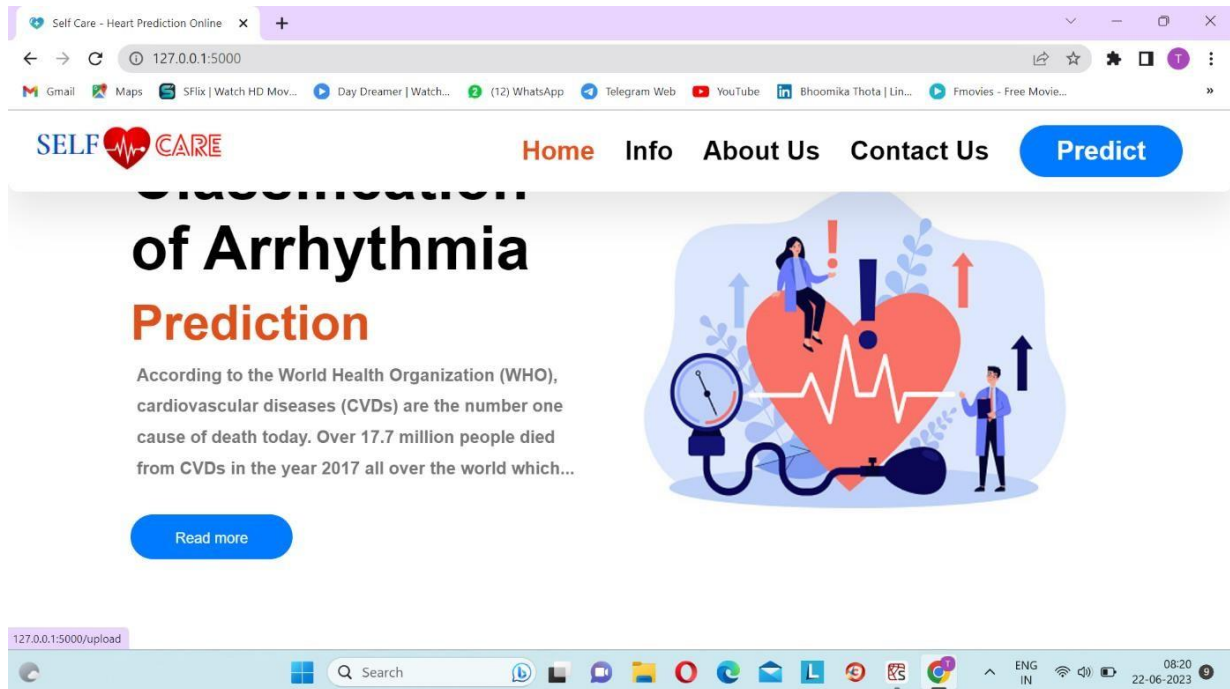 Self Care - Heart Prediction Online
127.0.0.1:5000
Gmail Maps SFlix | Watch HD Mov... Day Dreamer | Watch... (12) WhatsApp Telegram Web YouTube Bhoomika Thota | Lin... Fmovies - Free Movie... »
SELF CARE Home Info About Us Contact Us Predict
Classification
of Arrhythmia
Prediction
According to the World Health Organization (WHO),
cardiovascular diseases (CVDs) are the number one
cause of death today. Over 17.7 million people died
from CVDs in the year 2017 all over the world which...
Read more
127.0.0.1:5000/upload
Search ENG 08:20
IN 22-06-2023 9